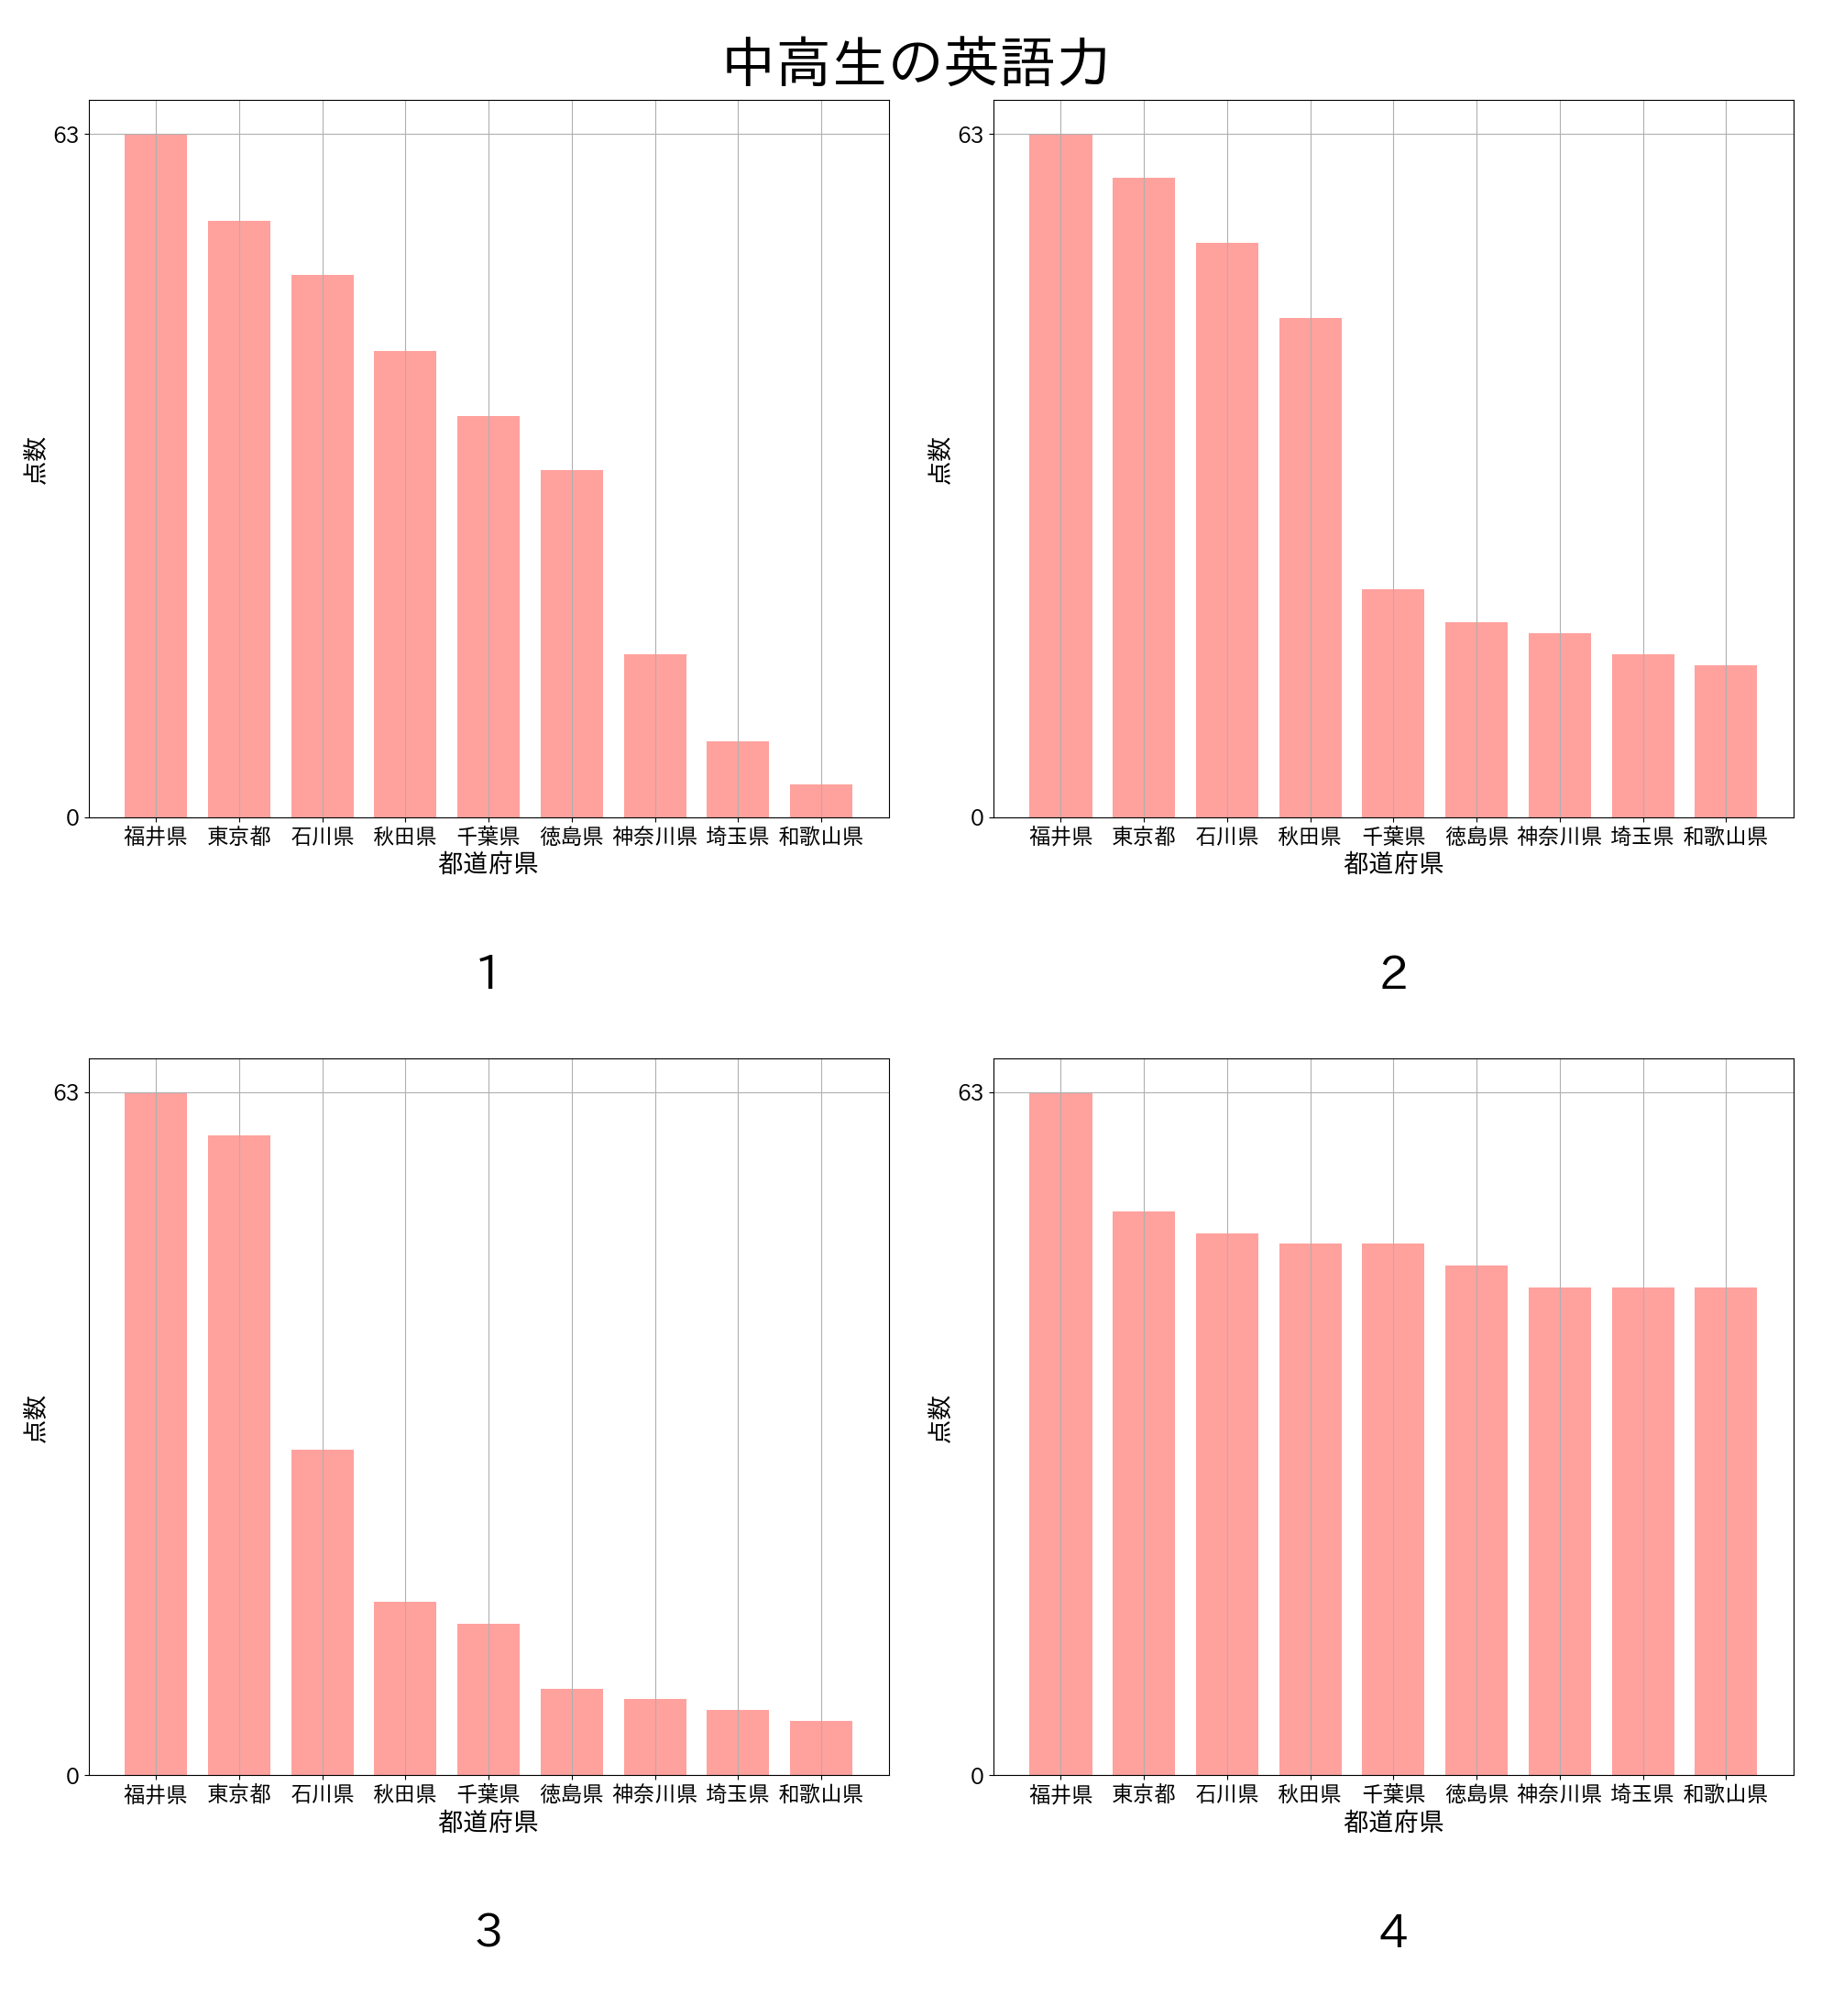 中高生の英語力
63
点数
0
福井県 東京都 石川県 秋田県 千葉県 徳島県 神奈川県 埼玉県 和歌山県
都道府県
1
63
点数
0
福井県 東京都 石川県 秋田県 千葉県 徳島県 神奈川県 埼玉県 和歌山県
都道府県
2
63
点数
0
福井県 東京都 石川県 秋田県 千葉県 徳島県 神奈川県 埼玉県 和歌山県
都道府県
3
63
点数
0
福井県 東京都 石川県 秋田県 千葉県 徳島県 神奈川県 埼玉県 和歌山県
都道府県
4